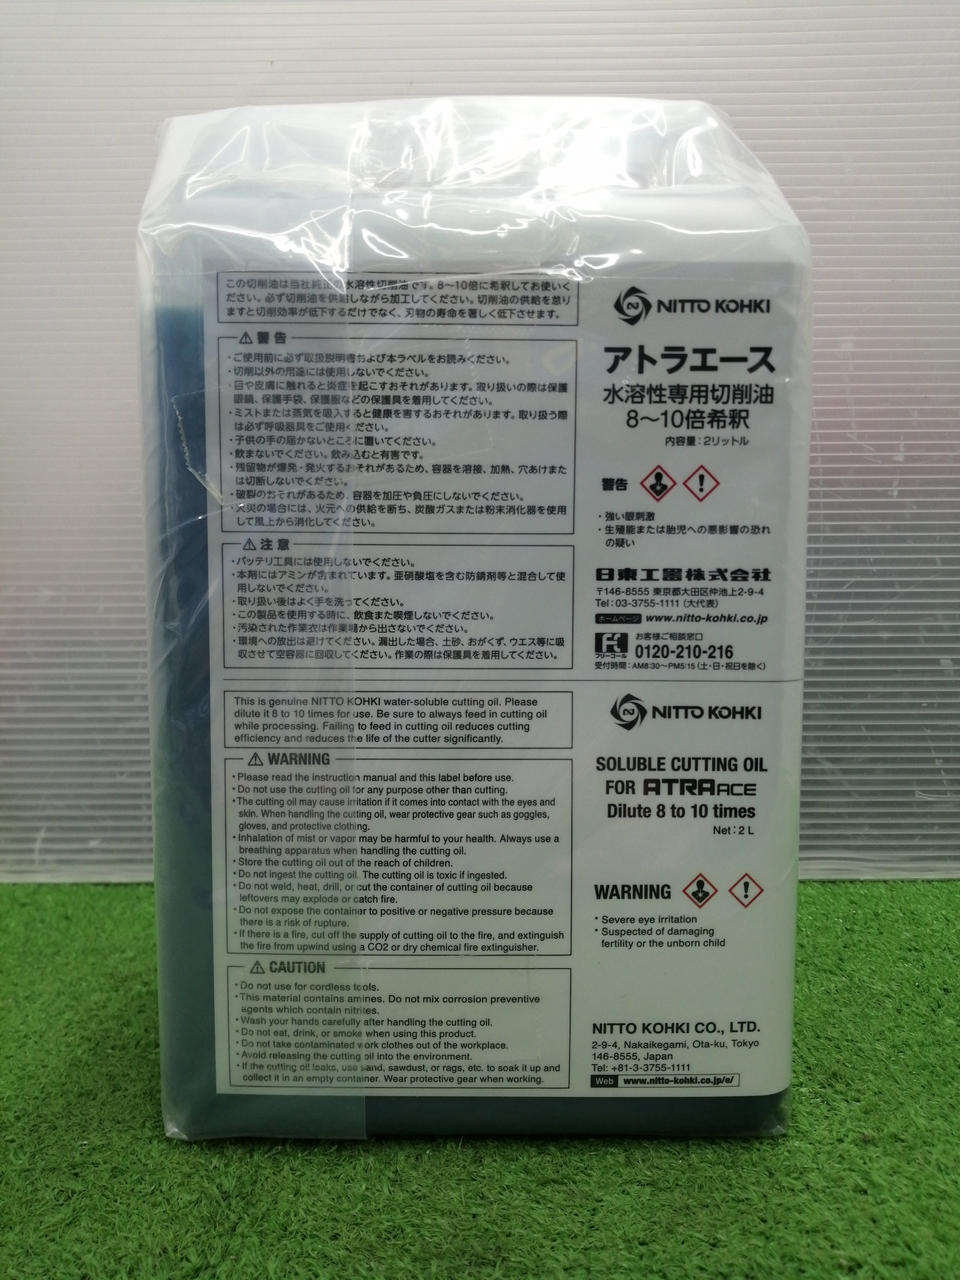 この切削油は当社純正の水溶性切削油です。8～10倍に希釈してお使いく
ださい。必ず切削油を供給しながら加工してください。切削油の供給を怠り
ますと切削効率が低下するだけでなく、刃物の寿命を著しく低下させます。
警告
・ご使用前に必ず取扱説明書および本ラベルをお読みください。
・切削以外の用途には使用しないでください。
・目や皮膚に触れると炎症を起こすおそれがあります。取り扱いの際は保護
眼鏡、保護手袋、保護服などの保護具を着用してください。
・ミストまたは蒸気を吸入すると健康を害するおそれがあります。取り扱う際
は必ず呼吸器具をご使用ください。
・子供の手の届かないところに置いてください。
・飲まないでください。飲み込むと有害です。
・残留物が爆発・発火するおそれがあるため、容器を溶接、加熱、穴あけまた
は切断しないでください。
・破裂のおそれがあるため、容器を加圧や負圧にしないでください。
・火災の場合には、火元への供給を断ち、炭酸ガスまたは粉末消化器を使用
して風上から消化してください。
注意
・バッテリ工具には使用しないでください。
・本剤にはアミンが含まれています。亜硝酸塩を含む防錆剤等と混合して使
用しないでください。
・取り扱い後はよく手を洗ってください。
・この製品を使用する時に、飲食また喫煙しないでください。
・汚染された作業衣は作業場から出さないでください。
・環境への放出は避けてください。漏出した場合、土砂、おがくず、ウエス等に吸
収させて空容器に回収してください。作業の際は保護具を着用してください。
NITTO KOHKI
アトラエース
水溶性専用切削油
8～10倍希釈
内容量：2リットル
警告
・強い眼刺激
・生殖能または胎児への悪影響の恐れ
の疑い
日東工器株式会社
〒146-8555 東京都大田区仲池上2-9-4
Tel：03-3755-1111（大代表）
ホームページ www.nitto-kohki.co.jp
フリーコール お客様ご相談窓口
0120-210-216
受付時間：AM8:30～PM5:15（土・日・祝日を除く）
This is genuine NITTO KOHKI water-soluble cutting oil. Please
dilute it 8 to 10 times for use. Be sure to always feed in cutting oil
while processing. Failing to feed in cutting oil reduces cutting
efficiency and reduces the life of the cutter significantly.
WARNING
・Please read the instruction manual and this label before use.
・Do not use the cutting oil for any purpose other than cutting.
・The cutting oil may cause irritation if it comes into contact with the eyes and
skin. When handling the cutting oil, wear protective gear such as goggles,
gloves, and protective clothing.
・Inhalation of mist or vapor may be harmful to your health. Always use a
breathing apparatus when handling the cutting oil.
・Store the cutting oil out of the reach of children.
・Do not ingest the cutting oil. The cutting oil is toxic if ingested.
・Do not weld, heat, drill, or cut the container of cutting oil because
leftovers may explode or catch fire.
・Do not expose the container to positive or negative pressure because
there is a risk of rupture.
・If there is a fire, cut off the supply of cutting oil to the fire, and extinguish
the fire from upwind using a CO2 or dry chemical fire extinguisher.
CAUTION
・Do not use for cordless tools.
・This material contains amines. Do not mix corrosion preventive
agents which contain nitrites.
・Wash your hands carefully after handling the cutting oil.
・Do not eat, drink, or smoke when using this product.
・Do not take contaminated work clothes out of the workplace.
・Avoid releasing the cutting oil into the environment.
・If the cutting oil leaks, use sand, sawdust, or rags, etc. to soak it up and
collect it in an empty container. Wear protective gear when working.
NITTO KOHKI
SOLUBLE CUTTING OIL
FOR ATRA ACE
Dilute 8 to 10 times
Net：2 L
WARNING
* Severe eye irritation
* Suspected of damaging
fertility or the unborn child
NITTO KOHKI CO., LTD.
2-9-4, Nakaikegami, Ota-ku, Tokyo
146-8555, Japan
Tel: +81-3-3755-1111
Web www.nitto-kohki.co.jp/e/